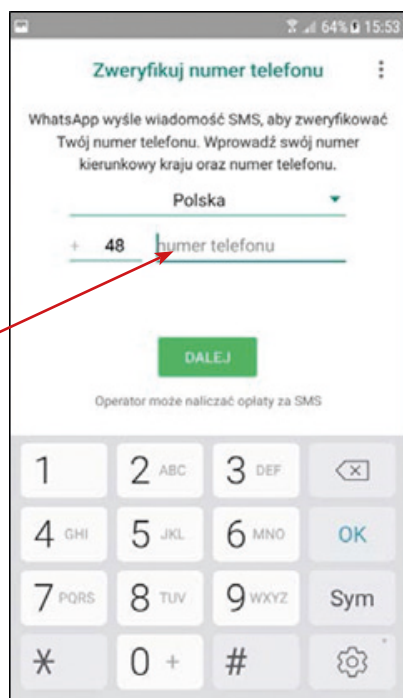 64% 15:53
Zweryfikuj numer telefonu
WhatsApp wyśle wiadomość SMS, aby zweryfikować
Twój numer telefonu. Wprowadź swój numer
kierunkowy kraju oraz numer telefonu.
Polska
+ 48 numer telefonu
DALEJ
Operator może naliczać opłaty za SMS
1 2 ABC 3 DEF
4 GHI 5 JKL 6 MNO OK
7 PQRS 8 TUV 9 WXYZ Sym
* 0 + #